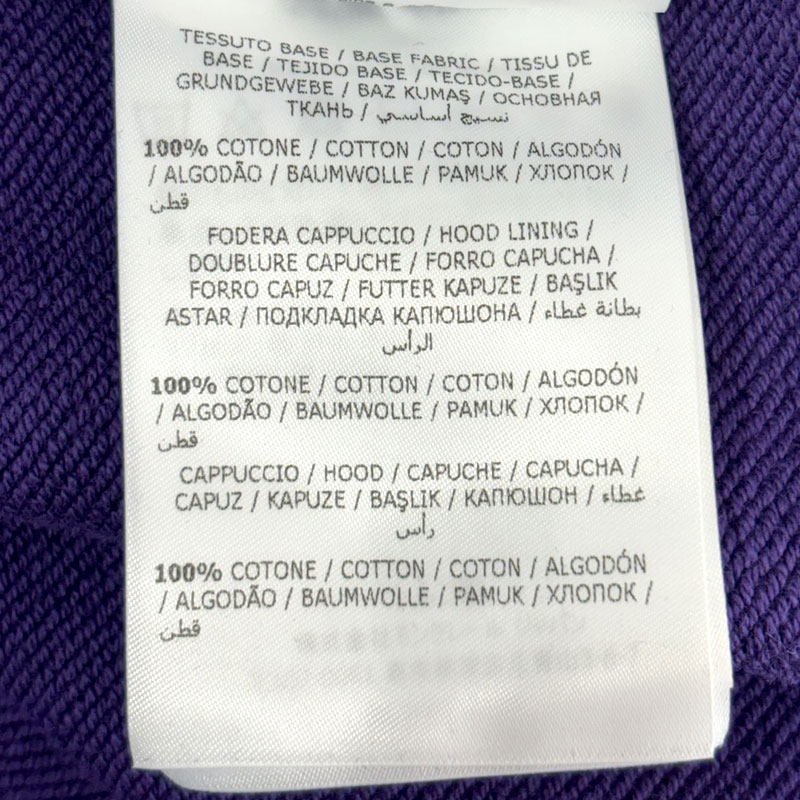 TESSUTO BASE / BASE FABRIC / TISSU DE
BASE / TEJIDO BASE / TECIDO-BASE /
GRUNDGEWEBE / BAZ KUMAŞ / ОСНОВНАЯ
ТКАНЬ / نسيج أساسي
100% COTONE / COTTON / COTON / ALGODÓN
/ ALGODÃO / BAUMWOLLE / PAMUK / ХЛОПОК /
قطن
FODERA CAPPUCCIO / HOOD LINING /
DOUBLURE CAPUCHE / FORRO CAPUCHA /
FORRO CAPUZ / FUTTER KAPUZE / BAŞLIK
ASTAR / ПОДКЛАДКА КАПЮШОНА / بطانة غطاء
الرأس
100% COTONE / COTTON / COTON / ALGODÓN
/ ALGODÃO / BAUMWOLLE / PAMUK / ХЛОПОК /
قطن
CAPPUCCIO / HOOD / CAPUCHE / CAPUCHA /
CAPUZ / KAPUZE / BAŞLIK / КАПЮШОН / غطاء
رأس
100% COTONE / COTTON / COTON / ALGODÓN
/ ALGODÃO / BAUMWOLLE / PAMUK / ХЛОПОК /
قطن